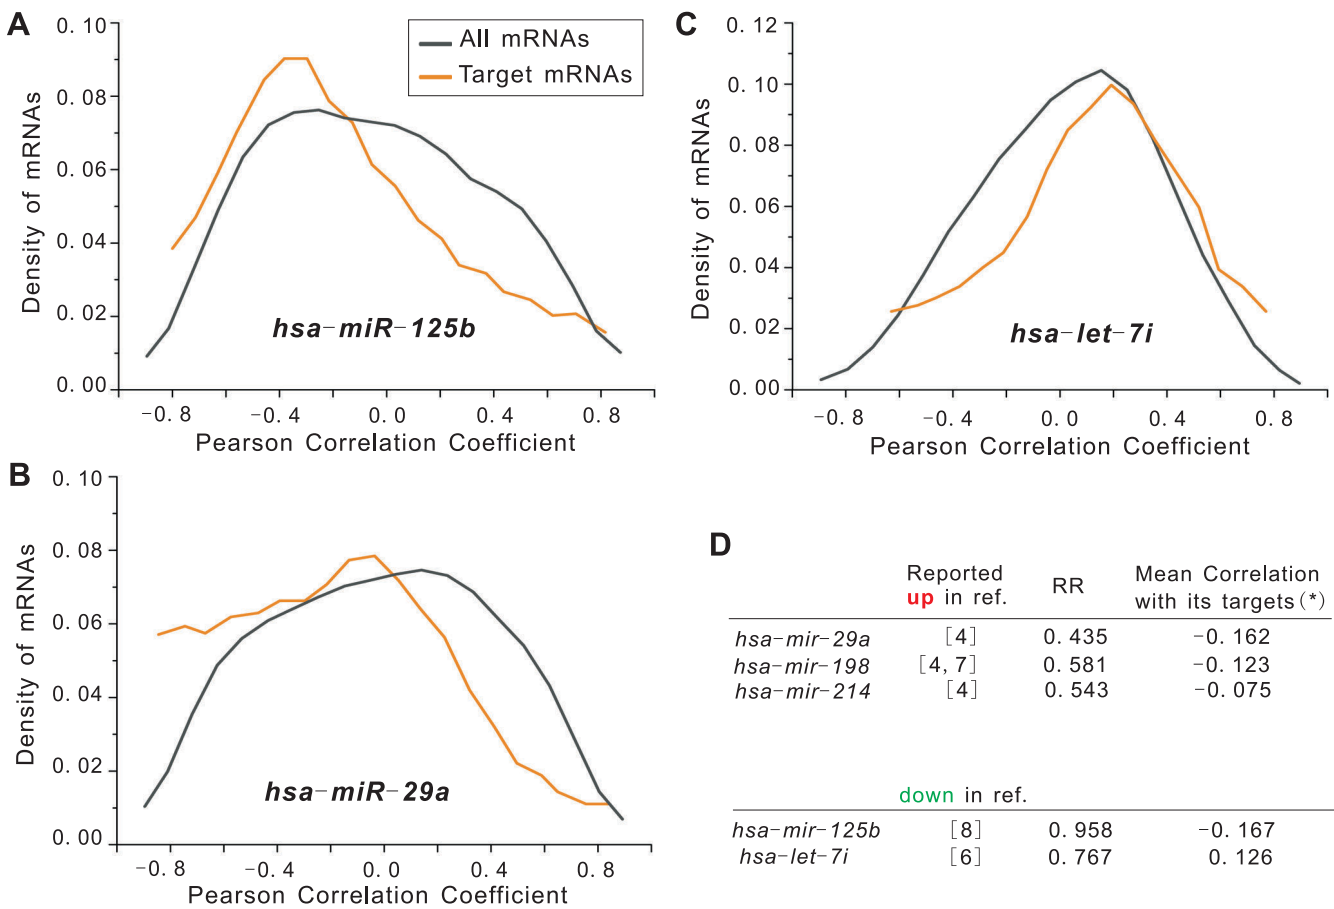 A
0.10
0.08
0.06
0.04
0.02
0.00
Density of mRNAs
All mRNAs
Target mRNAs
hsa-miR-125b
-0.8 -0.4 0.0 0.4 0.8
Pearson Correlation Coefficient
C
0.12
0.10
0.08
0.06
0.04
0.02
0.00
Density of mRNAs
hsa-let-7i
-0.8 -0.4 0.0 0.4 0.8
Pearson Correlation Coefficient
B
0.10
0.08
0.06
0.04
0.02
0.00
Density of mRNAs
hsa-miR-29a
-0.8 -0.4 0.0 0.4 0.8
Pearson Correlation Coefficient
D
Reported up in ref. RR Mean Correlation with its targets(*)
hsa-mir-29a [4] 0.435 -0.162
hsa-mir-198 [4,7] 0.581 -0.123
hsa-mir-214 [4] 0.543 -0.075
down in ref.
hsa-mir-125b [8] 0.958 -0.167
hsa-let-7i [6] 0.767 0.126